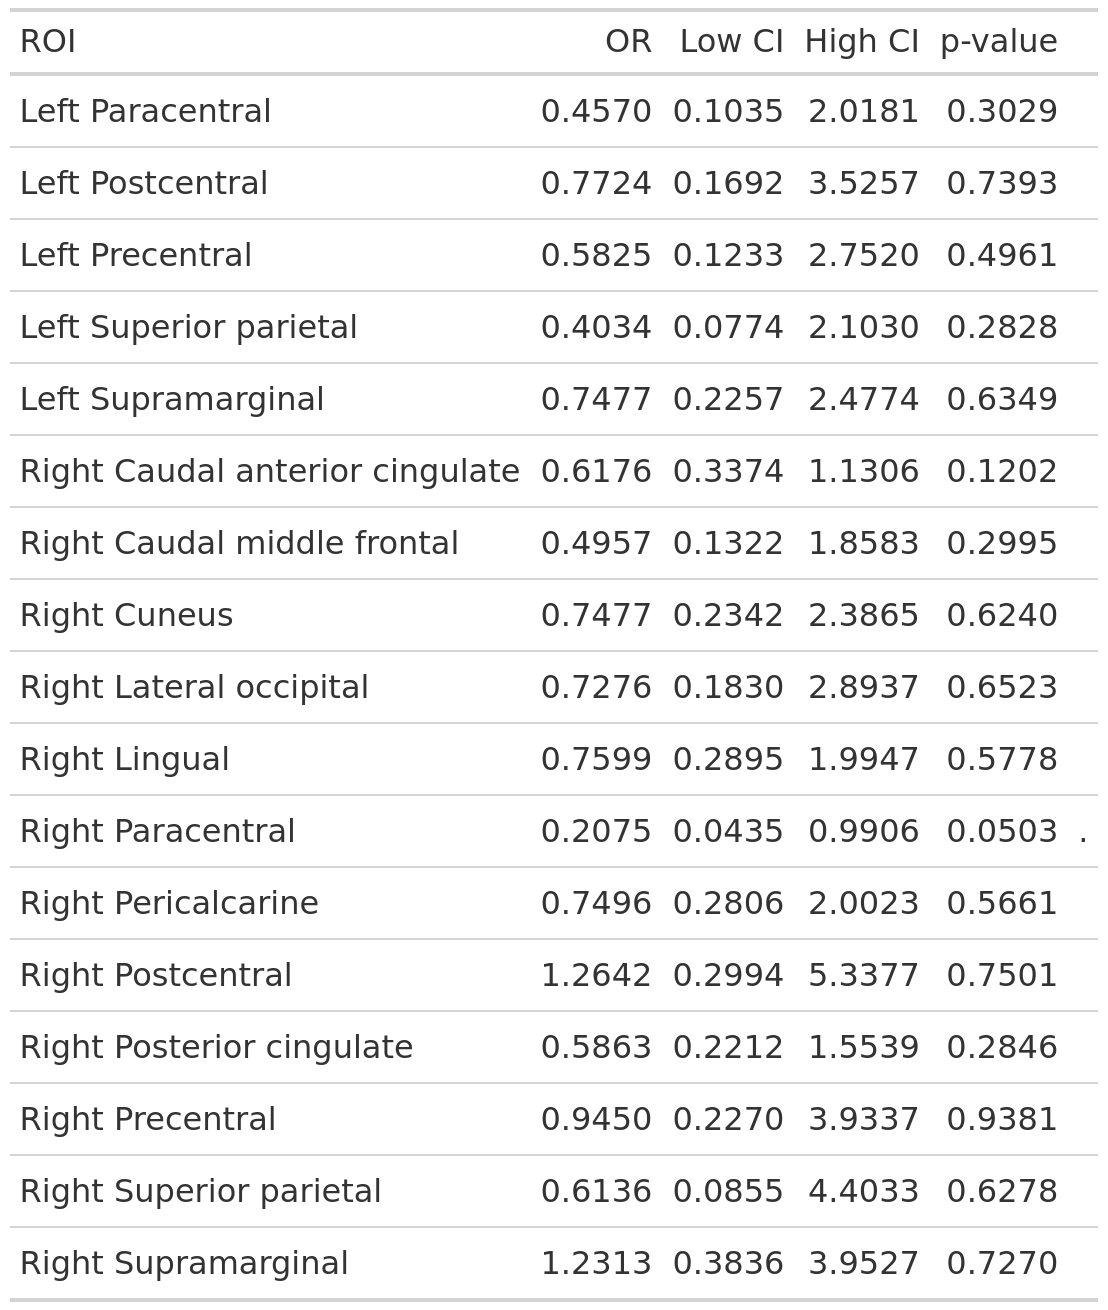 ROI OR Low CI High CI p-value
Left Paracentral 0.4570 0.1035 2.0181 0.3029
Left Postcentral 0.7724 0.1692 3.5257 0.7393
Left Precentral 0.5825 0.1233 2.7520 0.4961
Left Superior parietal 0.4034 0.0774 2.1030 0.2828
Left Supramarginal 0.7477 0.2257 2.4774 0.6349
Right Caudal anterior cingulate 0.6176 0.3374 1.1306 0.1202
Right Caudal middle frontal 0.4957 0.1322 1.8583 0.2995
Right Cuneus 0.7477 0.2342 2.3865 0.6240
Right Lateral occipital 0.7276 0.1830 2.8937 0.6523
Right Lingual 0.7599 0.2895 1.9947 0.5778
Right Paracentral 0.2075 0.0435 0.9906 0.0503 .
Right Pericalcarine 0.7496 0.2806 2.0023 0.5661
Right Postcentral 1.2642 0.2994 5.3377 0.7501
Right Posterior cingulate 0.5863 0.2212 1.5539 0.2846
Right Precentral 0.9450 0.2270 3.9337 0.9381
Right Superior parietal 0.6136 0.0855 4.4033 0.6278
Right Supramarginal 1.2313 0.3836 3.9527 0.7270